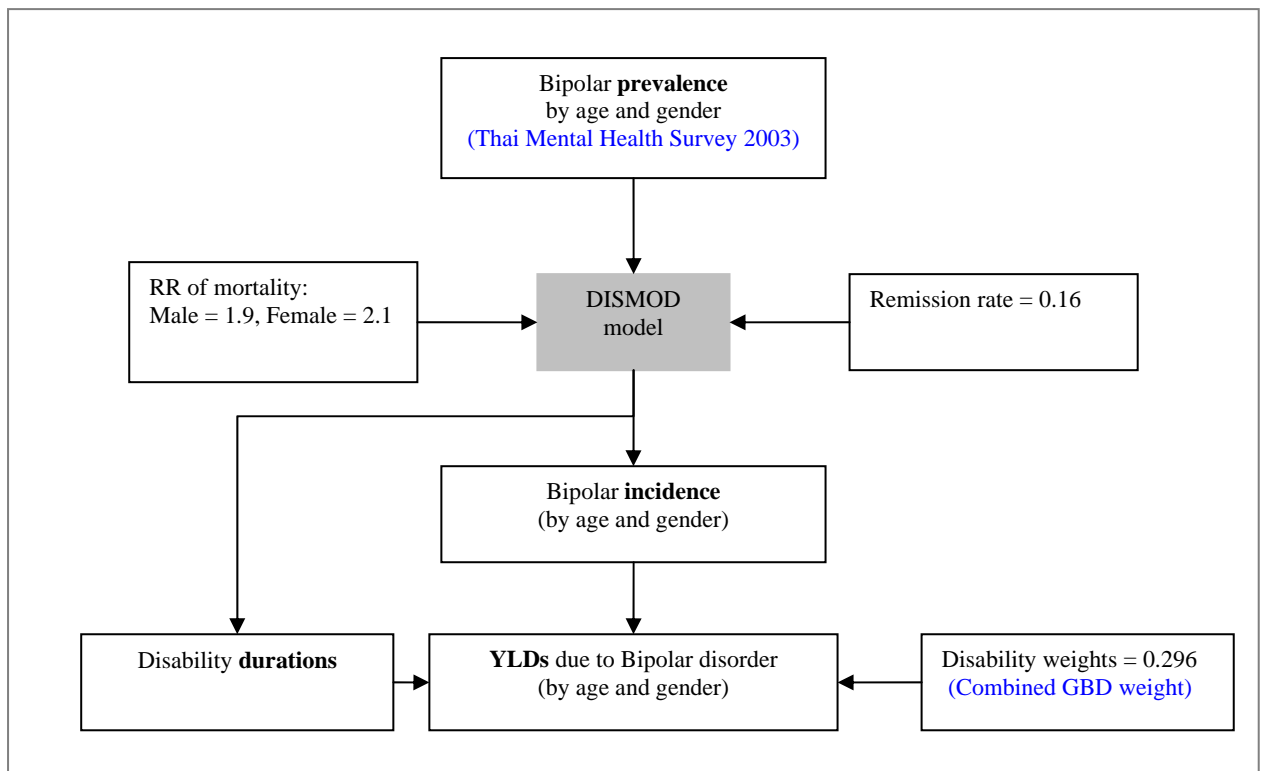 Bipolar prevalence
by age and gender
(Thai Mental Health Survey 2003)
RR of mortality:
Male = 1.9, Female = 2.1
DISMOD
model
Remission rate = 0.16
Bipolar incidence
(by age and gender)
Disability durations
YLDs due to Bipolar disorder
(by age and gender)
Disability weights = 0.296
(Combined GBD weight)